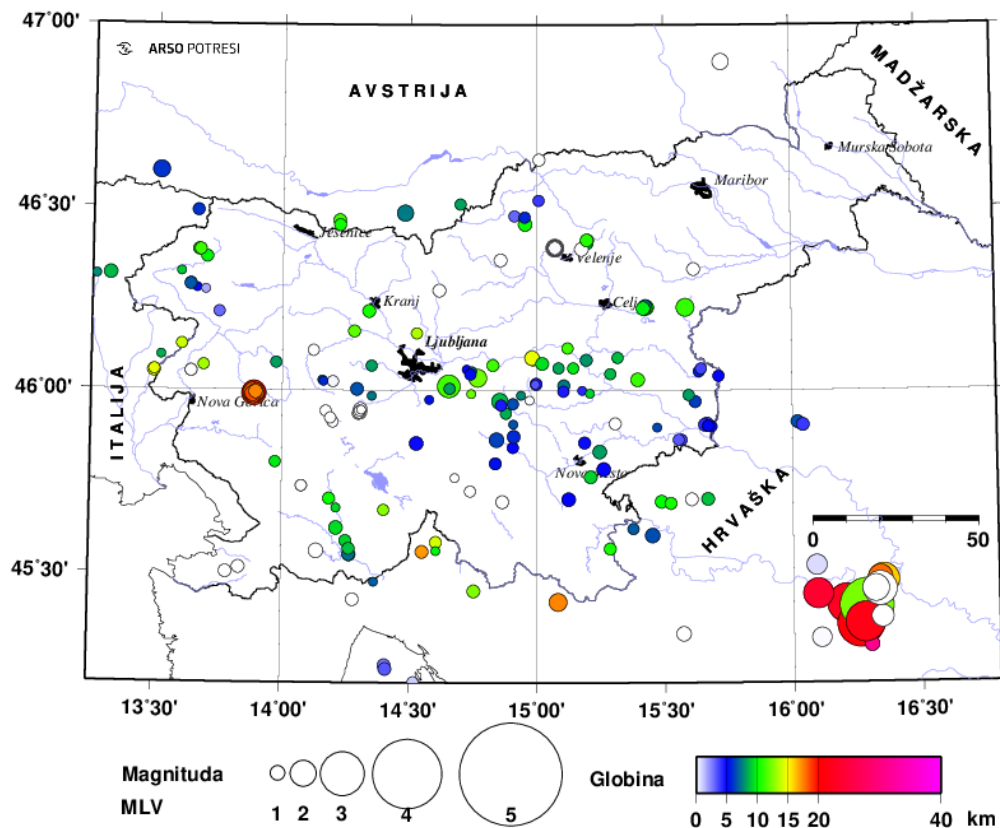 47°00'
ARSO POTRESI
AVSTRIJA
MADŽARSKA
Murska Sobota
Maribor
46°30'
Jesenice
Velenje
Kranj
Celje
Ljubljana
46°00'
Nova Gorica
ITALIJA
Novo mesto
HRVAŠKA
0 50
45°30'
13°30' 14°00' 14°30' 15°00' 15°30' 16°00' 16°30'
Magnituda
MLV
1 2 3 4 5
Globina
0 5 10 15 20 40 km